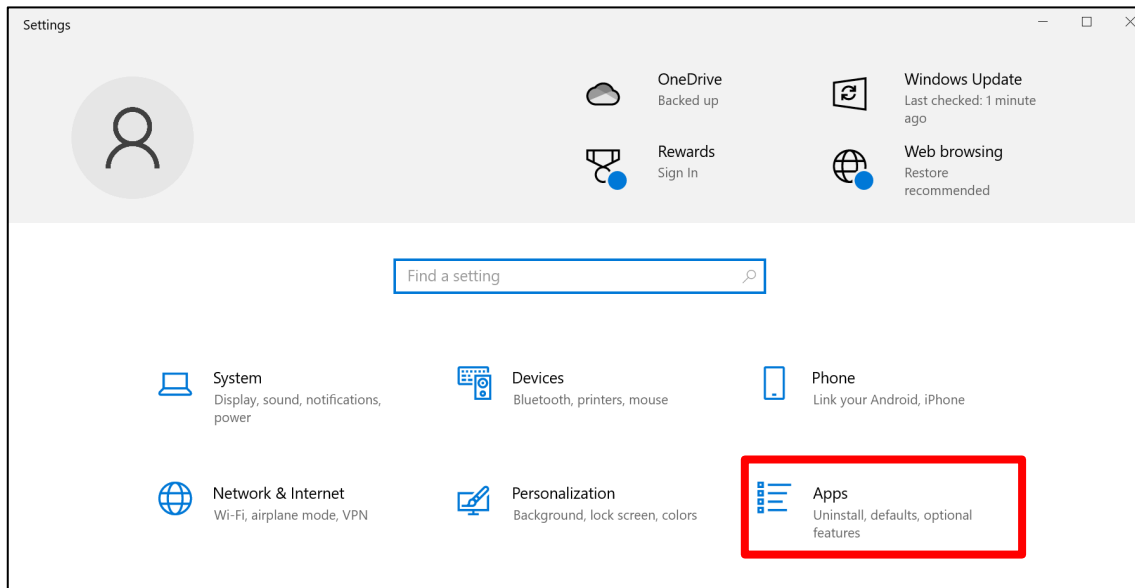 Settings
OneDrive
Backed up
Windows Update
Last checked: 1 minute
ago
Rewards
Sign In
Web browsing
Restore
recommended
Find a setting
System
Display, sound, notifications,
power
Devices
Bluetooth, printers, mouse
Phone
Link your Android, iPhone
Network & Internet
Wi-Fi, airplane mode, VPN
Personalization
Background, lock screen, colors
Apps
Uninstall, defaults, optional
features